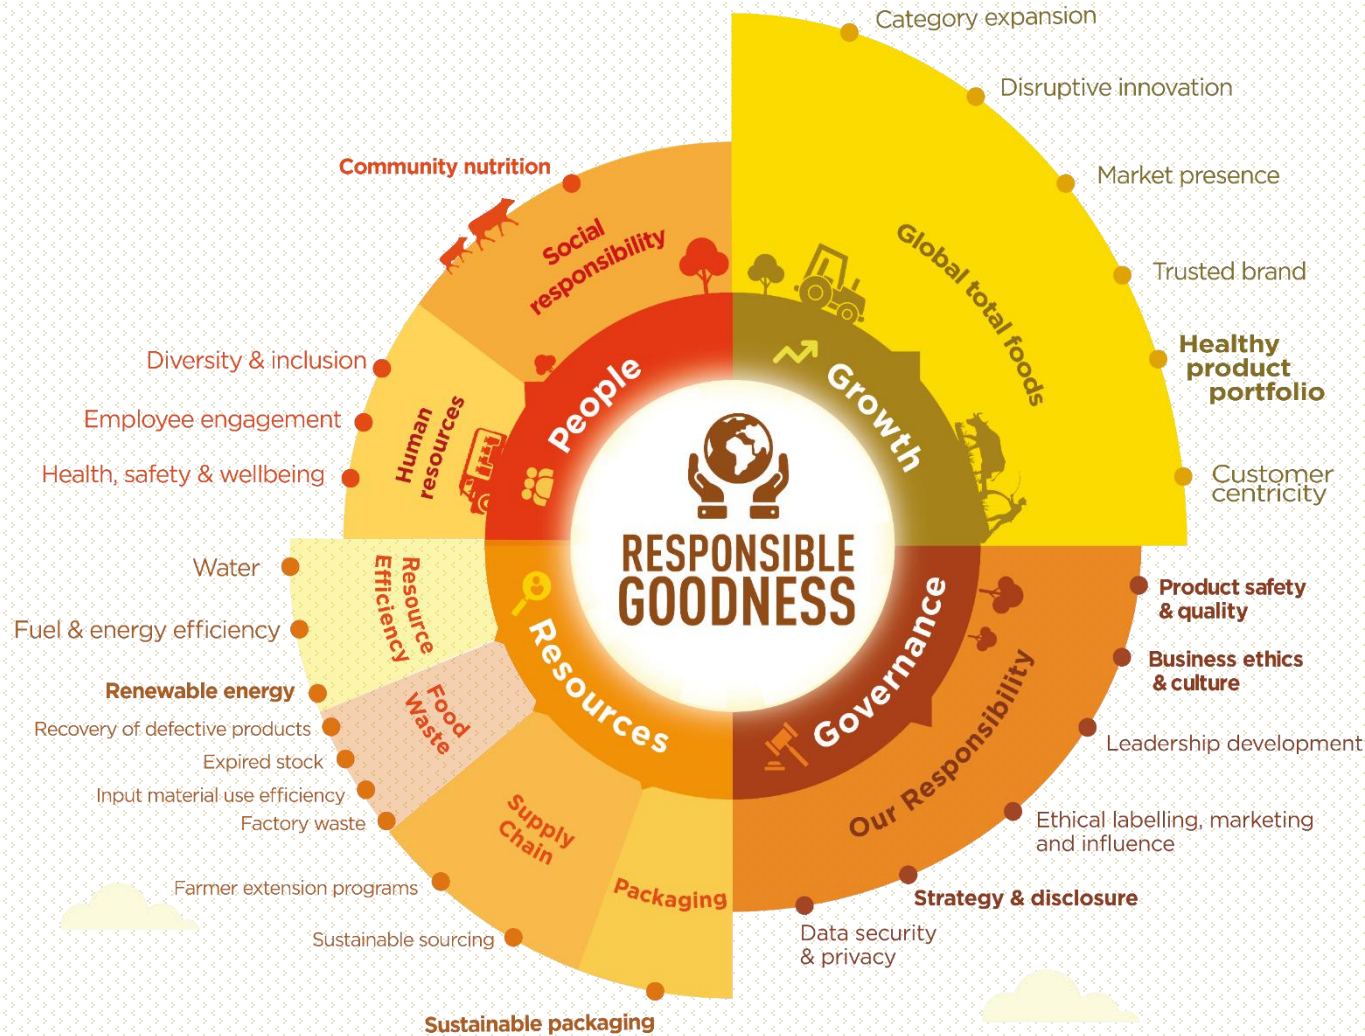 Category expansion
Disruptive innovation
Market presence
Trusted brand
Healthy
product
portfolio
Customer
centricity
Global total foods
Growth
Community nutrition
Social
responsibility
Diversity & inclusion
Employee engagement
Health, safety & wellbeing
Human
resources
People
RESPONSIBLE
GOODNESS
Water
Fuel & energy efficiency
Renewable energy
Resource
Efficiency
Recovery of defective products
Expired stock
Input material use efficiency
Factory waste
Food
Waste
Resources
Farmer extension programs
Sustainable sourcing
Supply
Chain
Packaging
Sustainable packaging
Governance
Our Responsibility
Product safety
& quality
Business ethics
& culture
Leadership development
Ethical labelling, marketing
and influence
Strategy & disclosure
Data security
& privacy